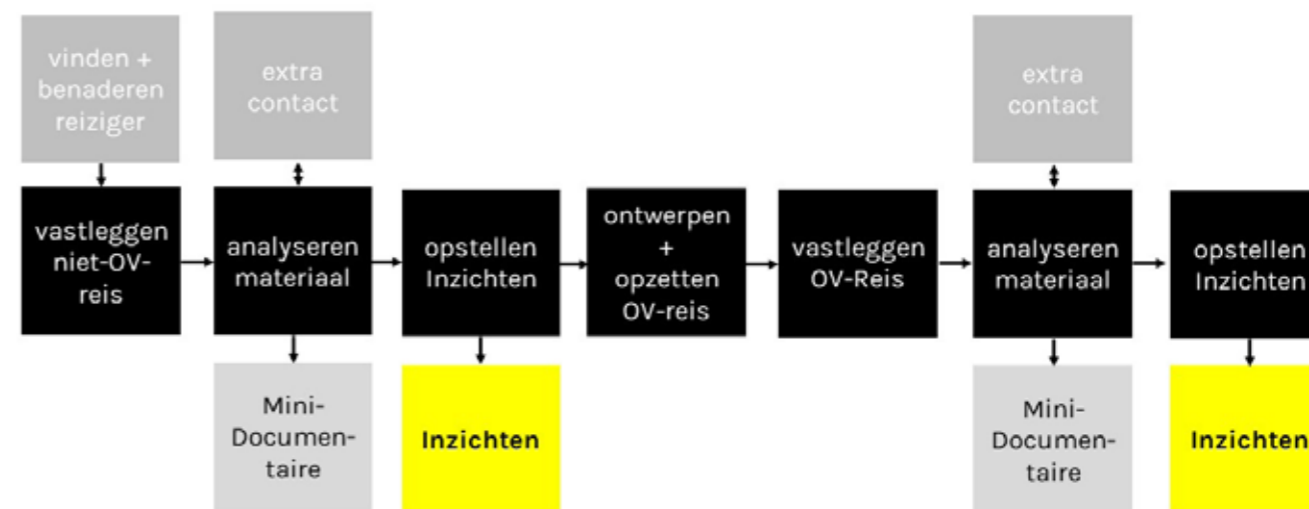 vinden +
benaderen
reiziger
extra
contact
extra
contact
vastleggen
niet-OV-
reis
analyseren
materiaal
opstellen
Inzichten
ontwerpen
+
opzetten
OV-reis
vastleggen
OV-Reis
analyseren
materiaal
opstellen
Inzichten
Mini-
Documen-
taire
Inzichten
Mini-
Documen-
taire
Inzichten